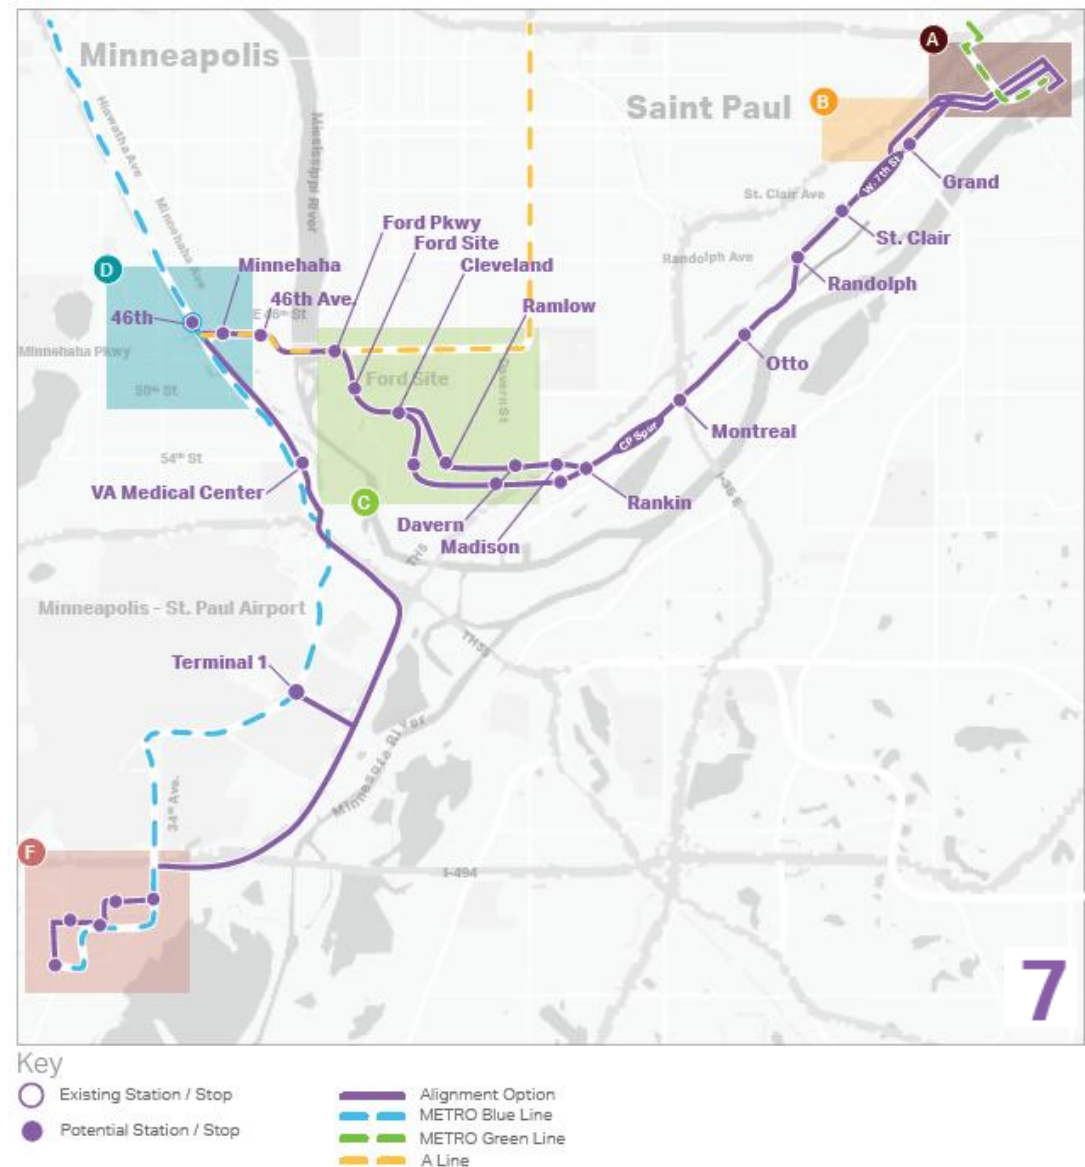 Minneapolis
A
B
Saint Paul
Hiawatha Ave
Mississippi River
W. 7th St
Grand
St. Clair Ave
Minnehaha Ave
Ford Pkwy
St. Clair
Ford Site
Randolph Ave
D
Minnehaha
Cleveland
Randolph
46th Ave.
Ramlow
46th
E 46th St
Minnehaha Pkwy
Otto
Ford Site
Davern St
50th St
Montreal
CP Spur
54th St
VA Medical Center
C
Rankin
I-35 E
Davern
Madison
TH5
Minneapolis - St. Paul Airport
TH55
Terminal 1
Minnesota River
34th Ave.
F
I-494
7
Key
Existing Station / Stop
Potential Station / Stop
Alignment Option
METRO Blue Line
METRO Green Line
A Line